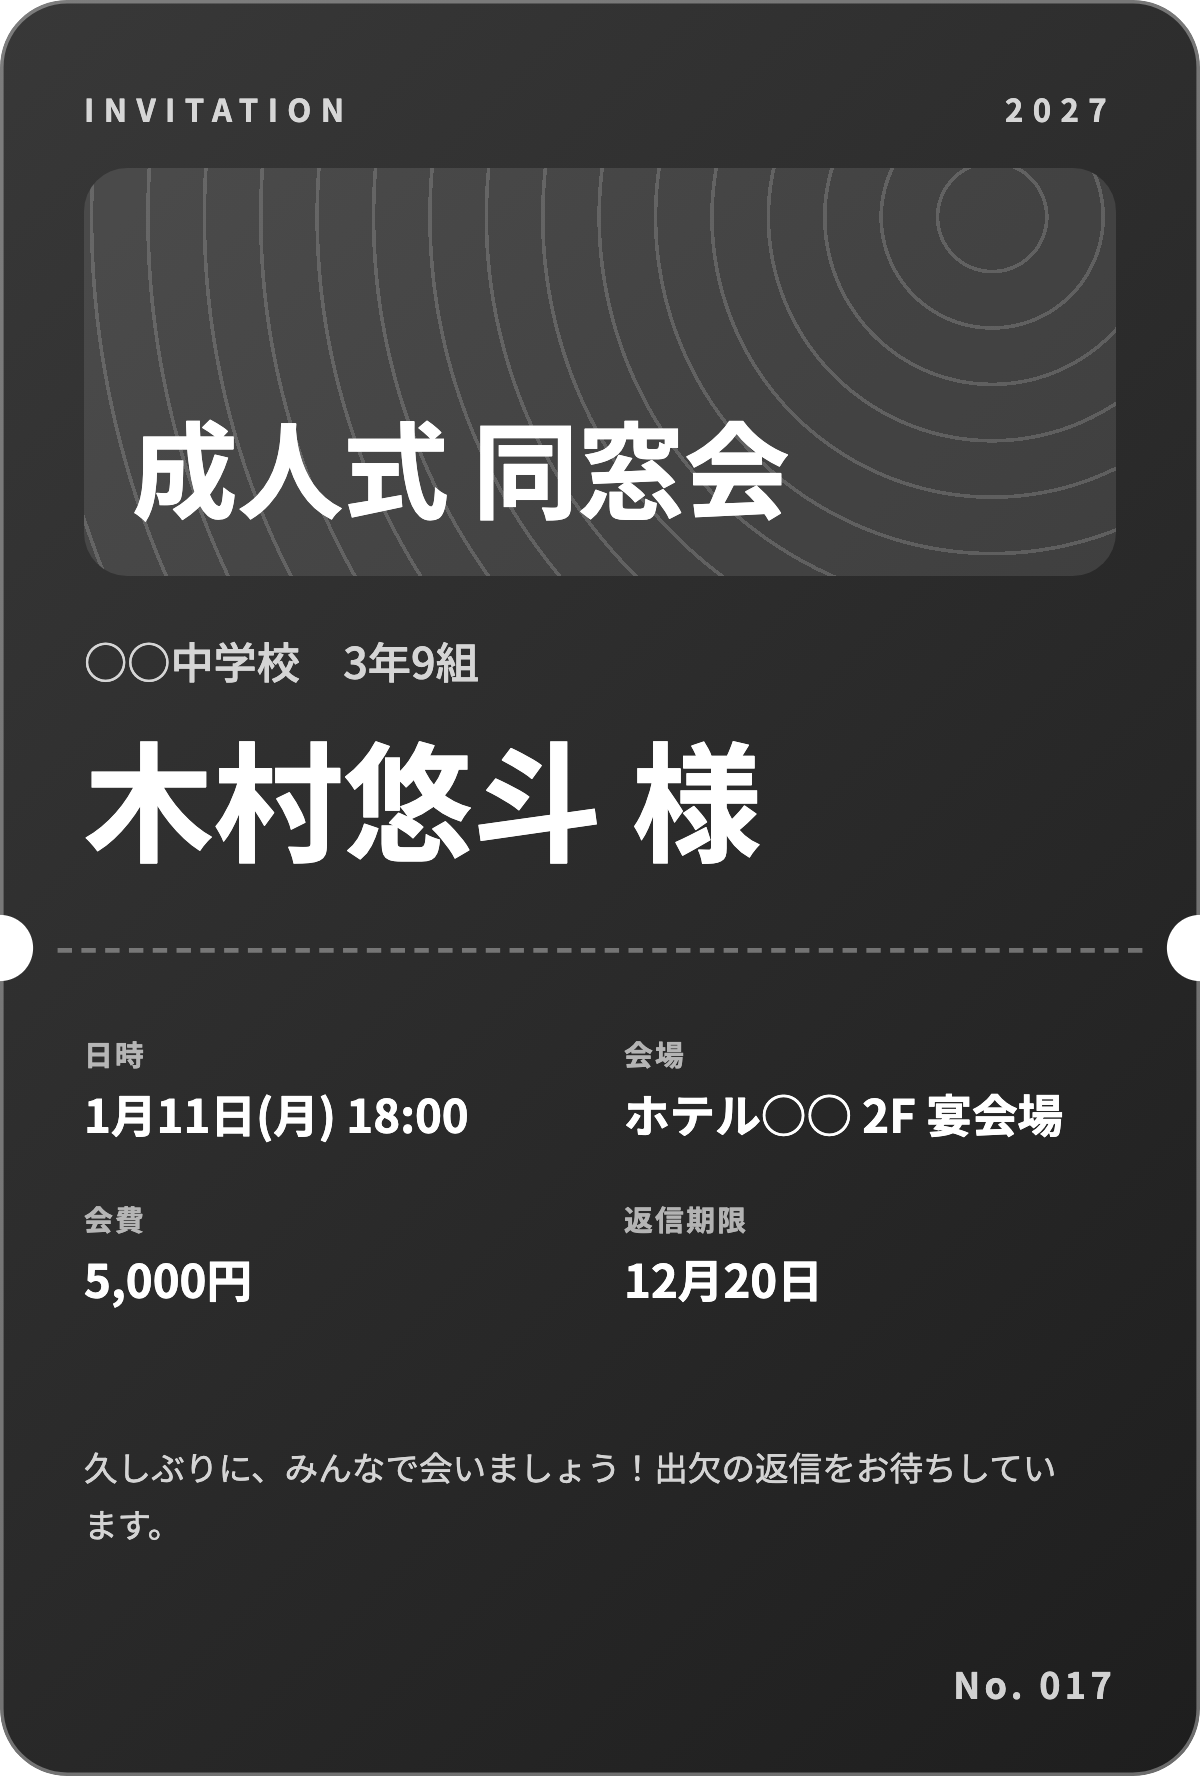 INVITATION 2027
成人式 同窓会
○○中学校　3年9組
木村悠斗 様
日時
1月11日(月) 18:00
会場
ホテル○○ 2F 宴会場
会費
5,000円
返信期限
12月20日
久しぶりに、みんなで会いましょう！出欠の返信をお待ちしてい
ます。
No. 017